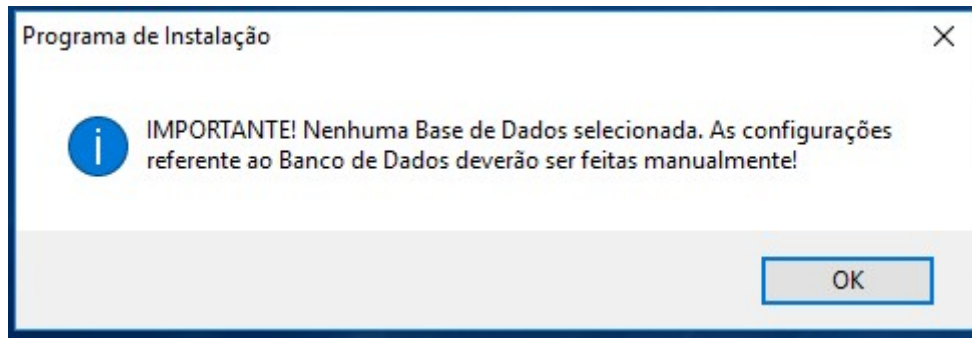 Programa de Instalação
IMPORTANTE! Nenhuma Base de Dados selecionada. As configurações
referente ao Banco de Dados deverão ser feitas manualmente!
OK